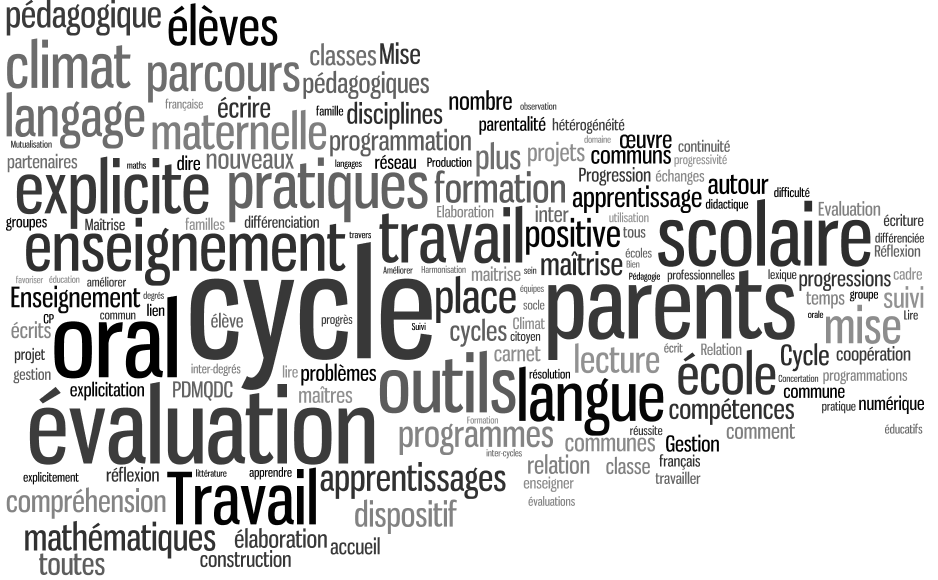 pédagogique élèves
climat parcours classes Mise
pédagogiques
langage française écrire famille disciplines nombre observation
Mutualisation maternelle programmation parentalité hétérogénéité
partenaires dire nouveaux langages réseau Production plus projets domaine œuvre communs continuité
progressivité
maths explicite pratiques formation Progression échanges
apprentissage autour difficulté
didactique
groupes Maîtrise familles différenciation Elaboration inter utilisation Evaluation écriture
enseignement travers travail positive tous scolaire différenciée
Réflexion
favoriser éducation améliorer Améliorer Harmonisation maitrise sein maîtrise écoles Bien
Pédagogie professionnelles lexique progressions cadre
Enseignement degrés cycle place équipes socle parents temps groupe suivi
CP commun lien élève progrès Suivi orale Lire
écrits oral cycles Climat citoyen mise
projet carnet lecture écrit Relation Cycle coopération
gestion inter-degrés lire problèmes outils résolution école Concertation programmations
explicitation PDMQDC maîtres langue commune
compétences pratique numérique
évaluation Formation programmes réussite comment éducatifs
communes Gestion
inter-cycles
explicitement réflexion littérature apprendre apprentissages relation classe français
travailler
enseigner
compréhension Travail dispositif évaluations
mathématiques élaboration accueil
toutes construction